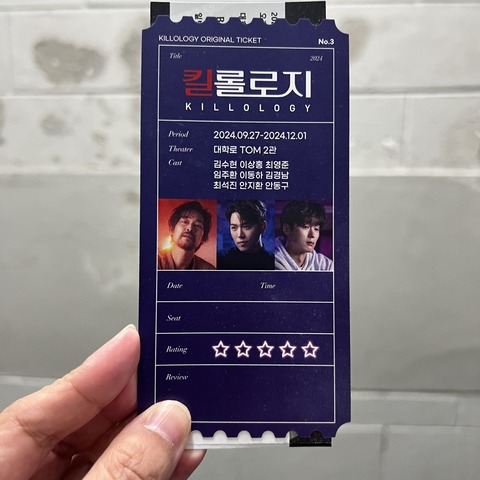 KILLOLOGY ORIGINAL TICKET No.3
Title 2024
킬롤로지
KILLOLOGY
Period 2024.09.27-2024.12.01
Theater 대학로 TOM 2관
Cast 김수현 이상홍 최영준
임주환 이동하 김경남
최석진 안지환 안동구
Date Time
Seat
Rating
Review